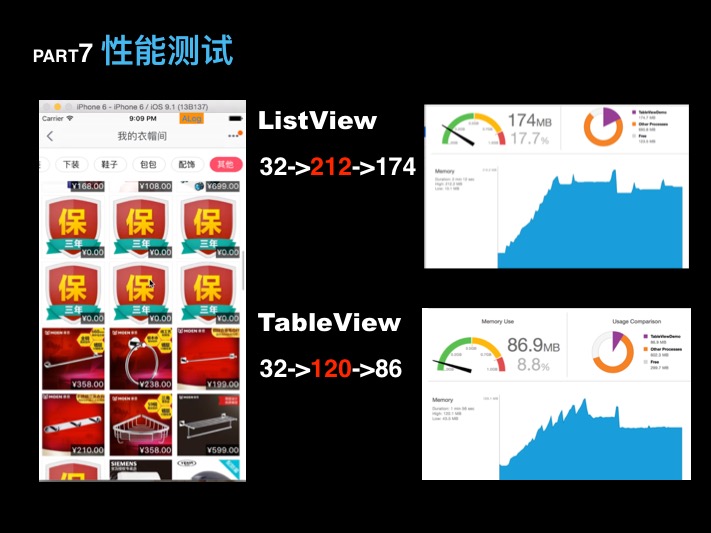 PART7 性能测试
iPhone 6 - iPhone 6 / iOS 9.1 (13B137)
Carrier 9:09 PM ALog
我的衣帽间
下装 鞋子 包包 配饰 其他
¥168.00 ¥108.00 ¥699.00
保 保 保
三年 三年 三年
¥0.00 ¥0.00 ¥0.00
保 保 保
三年 三年 三年
¥0.00 ¥0.00 ¥0.00
MOEN MOEN MOEN
¥358.00 ¥238.00 ¥199.00
MOEN MOEN
¥210.00 ¥358.00 ¥599.00
SIEMENS
ListView
32->212->174
174MB
17.7%
TableViewDemo
Other Processes
Free
Memory
TableView
32->120->86
Memory Use
Usage Comparison
86.9MB
8.8%
TableViewDemo
Other Processes
Free
Memory